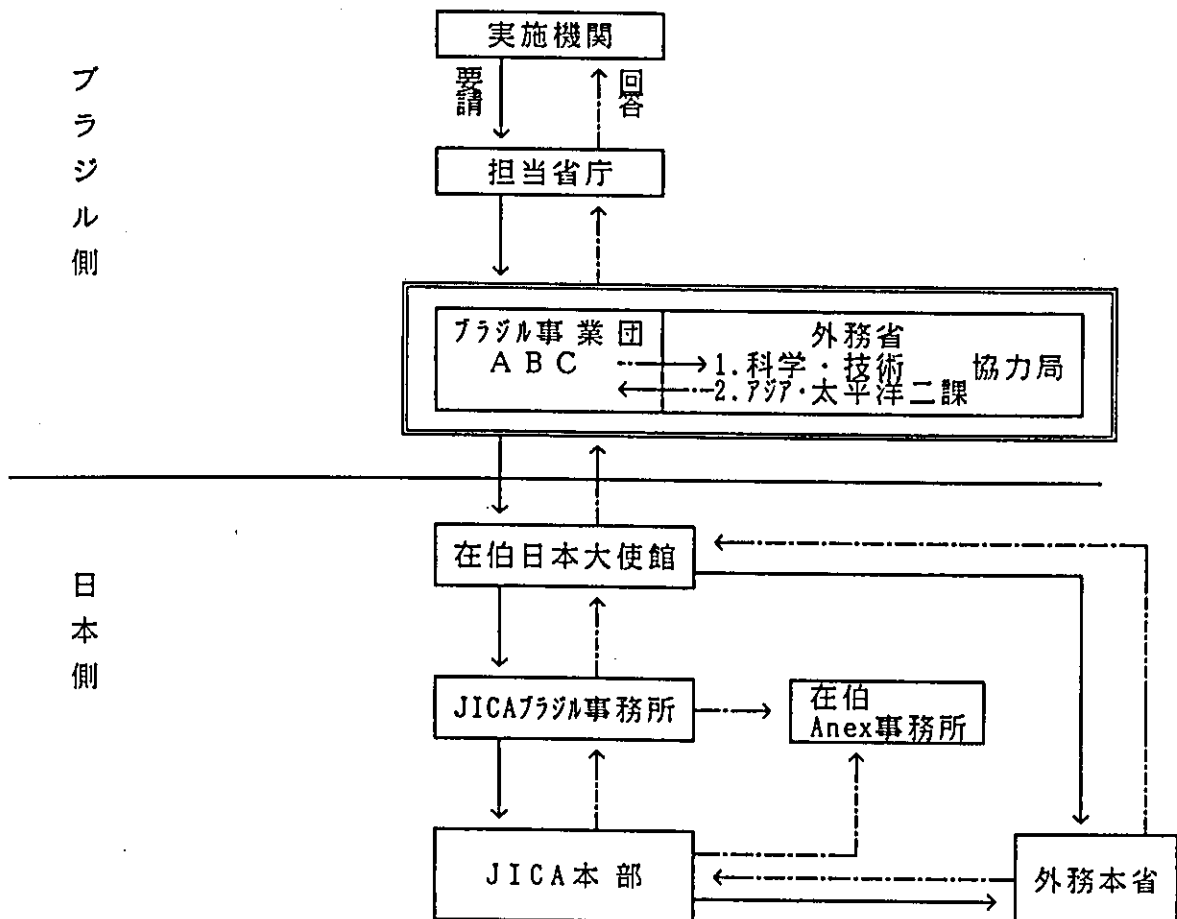 実施機関
要請
回答
担当省庁
ブラジル側
ブラジル事業団
ABC
外務省
1.科学・技術 協力局
2.アジア・太平洋二課
日本側
在伯日本大使館
JICAブラジル事務所
在伯
Anex事務所
JICA本部
外務本省